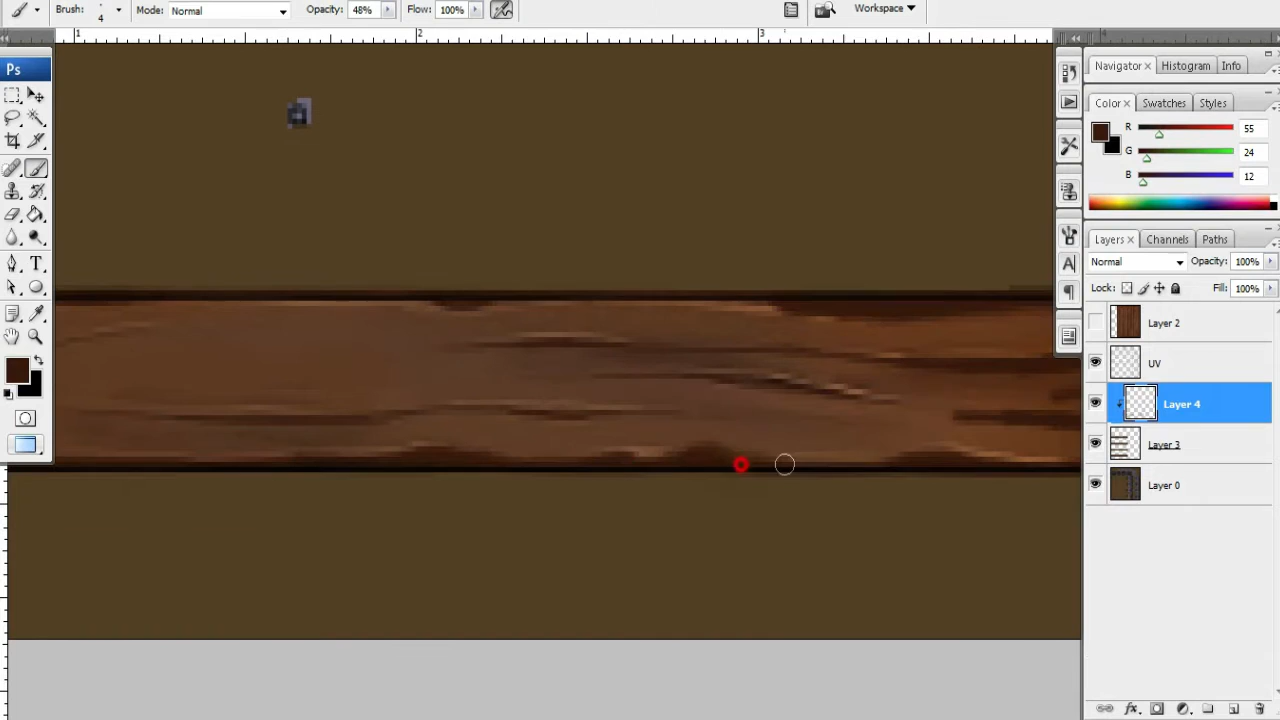 Brush: 4 Mode: Normal Opacity: 48% Flow: 100% Workspace
1 2 3 4
Ps
Navigator Histogram Info
Color Swatches Styles
R 55
G 24
B 12
Layers Channels Paths
Normal Opacity: 100%
Lock: Fill: 100%
Layer 2
UV
Layer 4
Layer 3
Layer 0